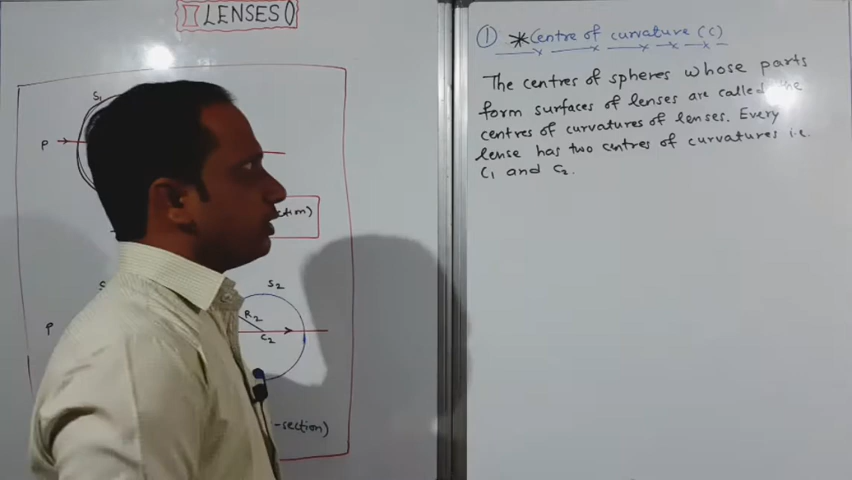 LENSES
S₁
P
ction)
S₂
R₂
C₂
P
-section)
① *Centre of curvature (C)
The centres of spheres whose parts
form surfaces of lenses are called the
centres of curvatures of lenses. Every
lense has two centres of curvatures i.e.
C₁ and C₂.